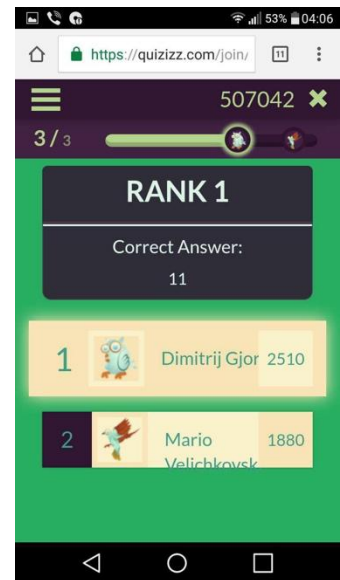 53% 04:06
https://quizizz.com/join/ 11
507042
3/3
RANK 1
Correct Answer:
11
1 Dimitrij Gjor 2510
2 Mario 1880
Velichkovsk